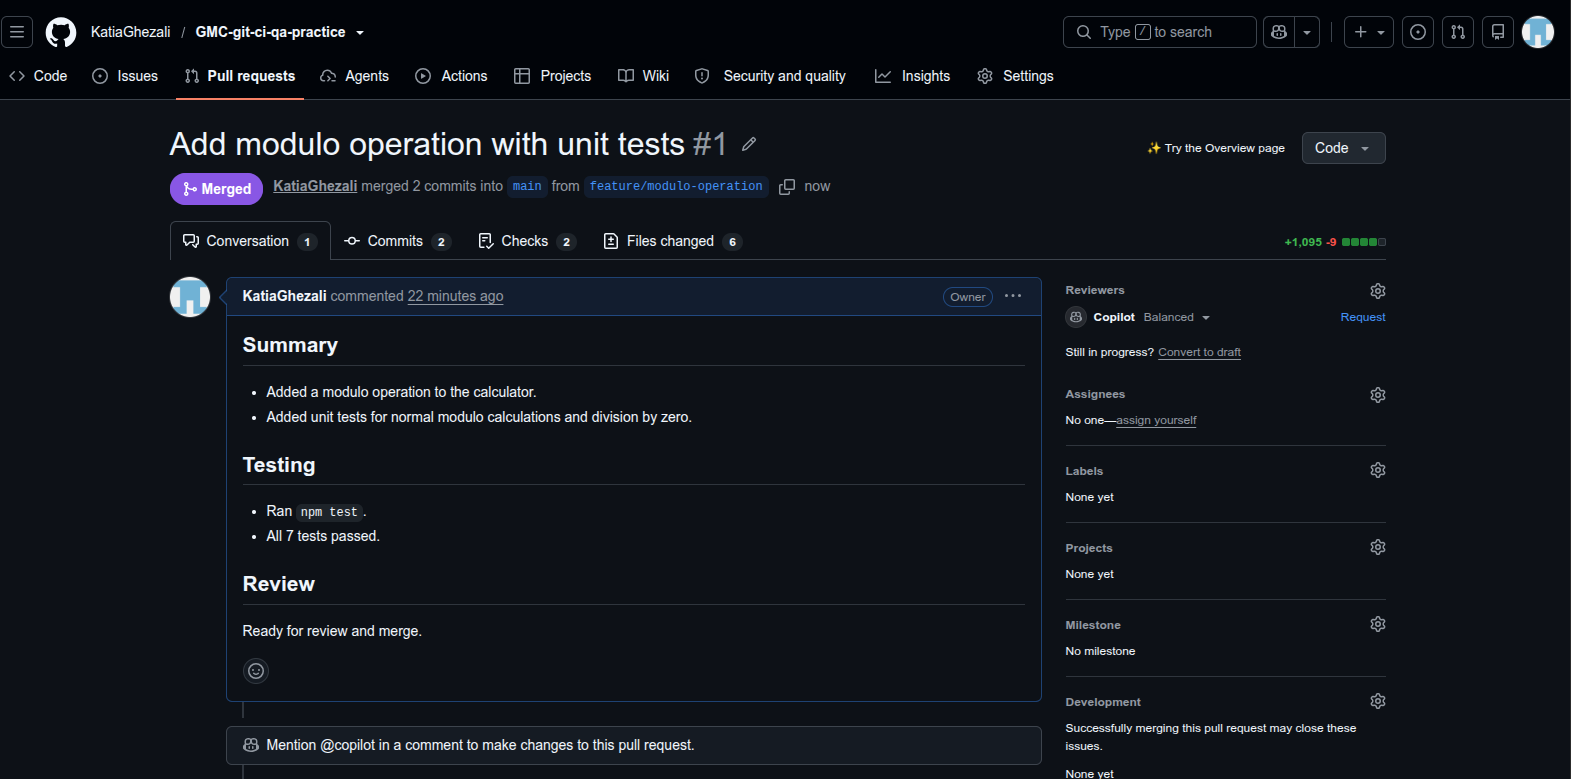 KatiaGhezali / GMC-git-ci-qa-practice
Type / to search
Code Issues Pull requests Agents Actions Projects Wiki Security and quality Insights Settings
Add modulo operation with unit tests #1
✨ Try the Overview page
Code
Merged
KatiaGhezali merged 2 commits into main from feature/modulo-operation now
Conversation 1 Commits 2 Checks 2 Files changed 6
+1,095 -9
KatiaGhezali commented 22 minutes ago
Owner
Summary
• Added a modulo operation to the calculator.
• Added unit tests for normal modulo calculations and division by zero.
Testing
• Ran npm test.
• All 7 tests passed.
Review
Ready for review and merge.
Mention @copilot in a comment to make changes to this pull request.
Reviewers
Copilot Balanced Request
Still in progress? Convert to draft
Assignees
No one—assign yourself
Labels
None yet
Projects
None yet
Milestone
No milestone
Development
Successfully merging this pull request may close these
issues.
None yet